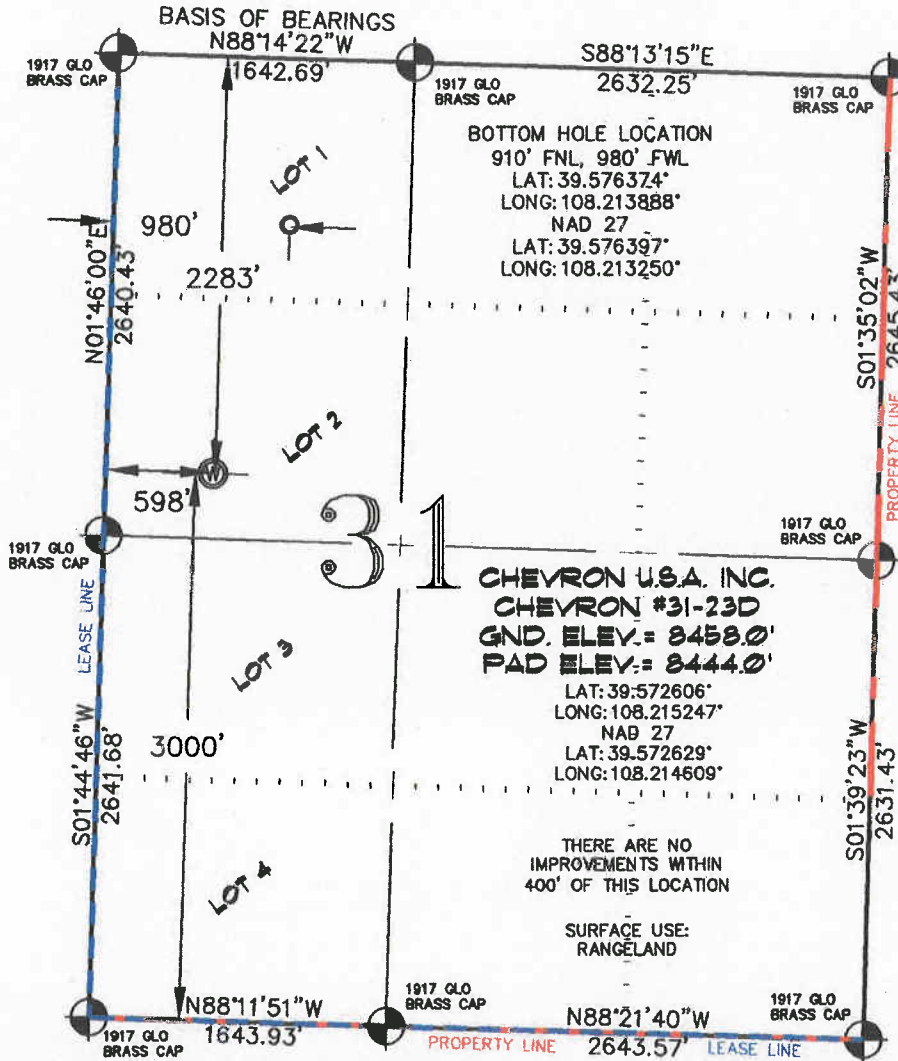 BASIS OF BEARINGS
N88°14'22"W
1642.69'
S88°13'15"E
2632.25'
1917 GLO
BRASS CAP
1917 GLO
BRASS CAP
1917 GLO
BRASS CAP
BOTTOM HOLE LOCATION
910' FNL, 980' FWL
LAT: 39.576374°
LONG: 108.213888°
NAD 27
LAT: 39.576397°
LONG: 108.213250°
LOT 1
980'
2283'
N01°46'00"E
2640.43'
S01°35'02"W
2645.43'
PROPERTY LINE
LOT 2
W
598'
31
1917 GLO
BRASS CAP
1917 GLO
BRASS CAP
CHEVRON U.S.A. INC.
CHEVRON #31-23D
GND. ELEV.= 8458.0'
PAD ELEV.= 8444.0'
LAT: 39.572606°
LONG: 108.215247°
NAD 27
LAT: 39.572629°
LONG: 108.214609°
LEASE LINE
LOT 3
3000'
S01°44'46"W
2641.68'
S01°39'23"W
2631.43'
THERE ARE NO
IMPROVEMENTS WITHIN
400' OF THIS LOCATION
SURFACE USE:
RANGELAND
LOT 4
1917 GLO
BRASS CAP
N88°11'51"W
1643.93'
1917 GLO
BRASS CAP
N88°21'40"W
2643.57'
1917 GLO
BRASS CAP
PROPERTY LINE
LEASE LINE